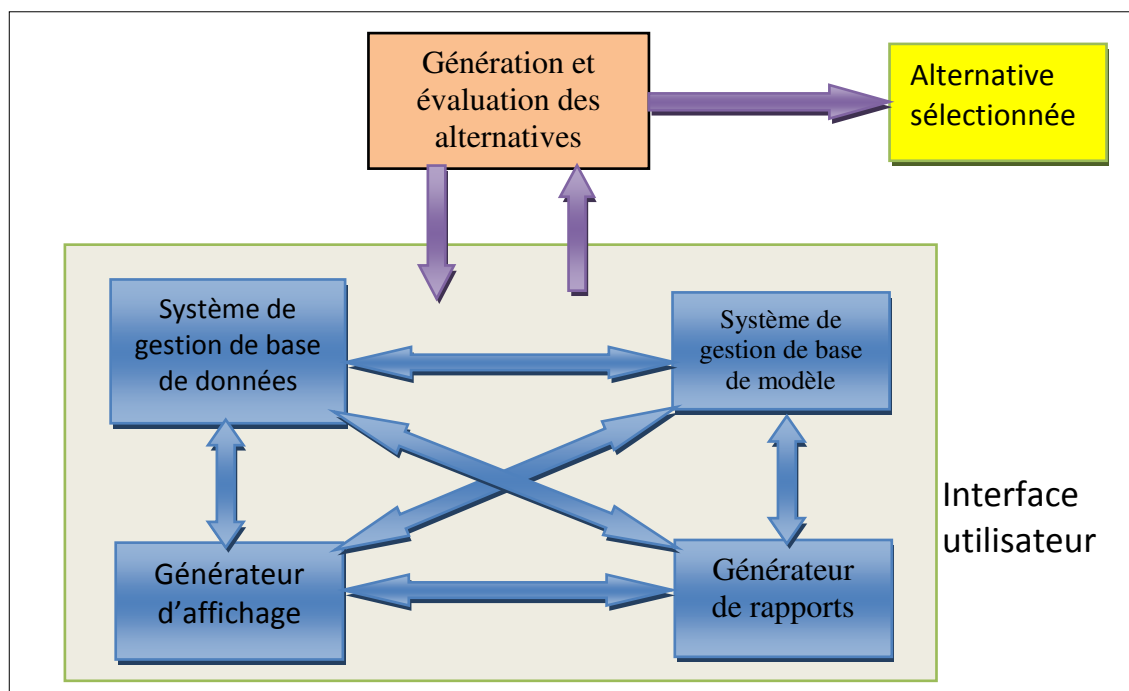 Génération et
évaluation des
alternatives
Alternative
sélectionnée
Système de
gestion de base
de données
Système de
gestion de base
de modèle
Interface
utilisateur
Générateur
d’affichage
Générateur
de rapports